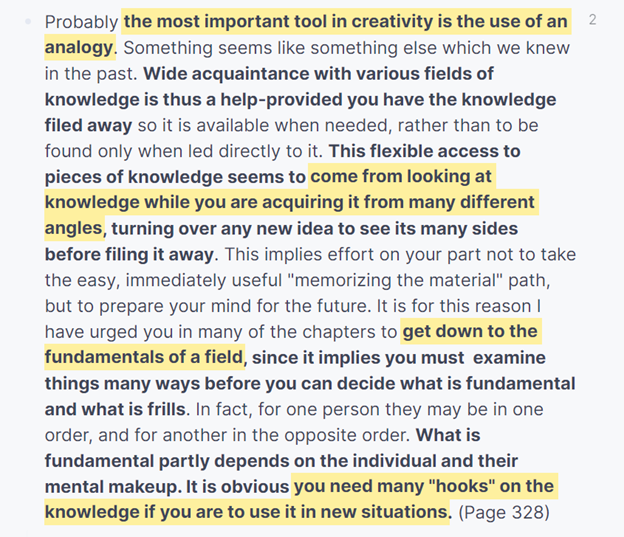 Probably the most important tool in creativity is the use of an 2
analogy. Something seems like something else which we knew
in the past. Wide acquaintance with various fields of
knowledge is thus a help-provided you have the knowledge
filed away so it is available when needed, rather than to be
found only when led directly to it. This flexible access to
pieces of knowledge seems to come from looking at
knowledge while you are acquiring it from many different
angles, turning over any new idea to see its many sides
before filing it away. This implies effort on your part not to take
the easy, immediately useful "memorizing the material" path,
but to prepare your mind for the future. It is for this reason I
have urged you in many of the chapters to get down to the
fundamentals of a field, since it implies you must examine
things many ways before you can decide what is fundamental
and what is frills. In fact, for one person they may be in one
order, and for another in the opposite order. What is
fundamental partly depends on the individual and their
mental makeup. It is obvious you need many "hooks" on the
knowledge if you are to use it in new situations. (Page 328)